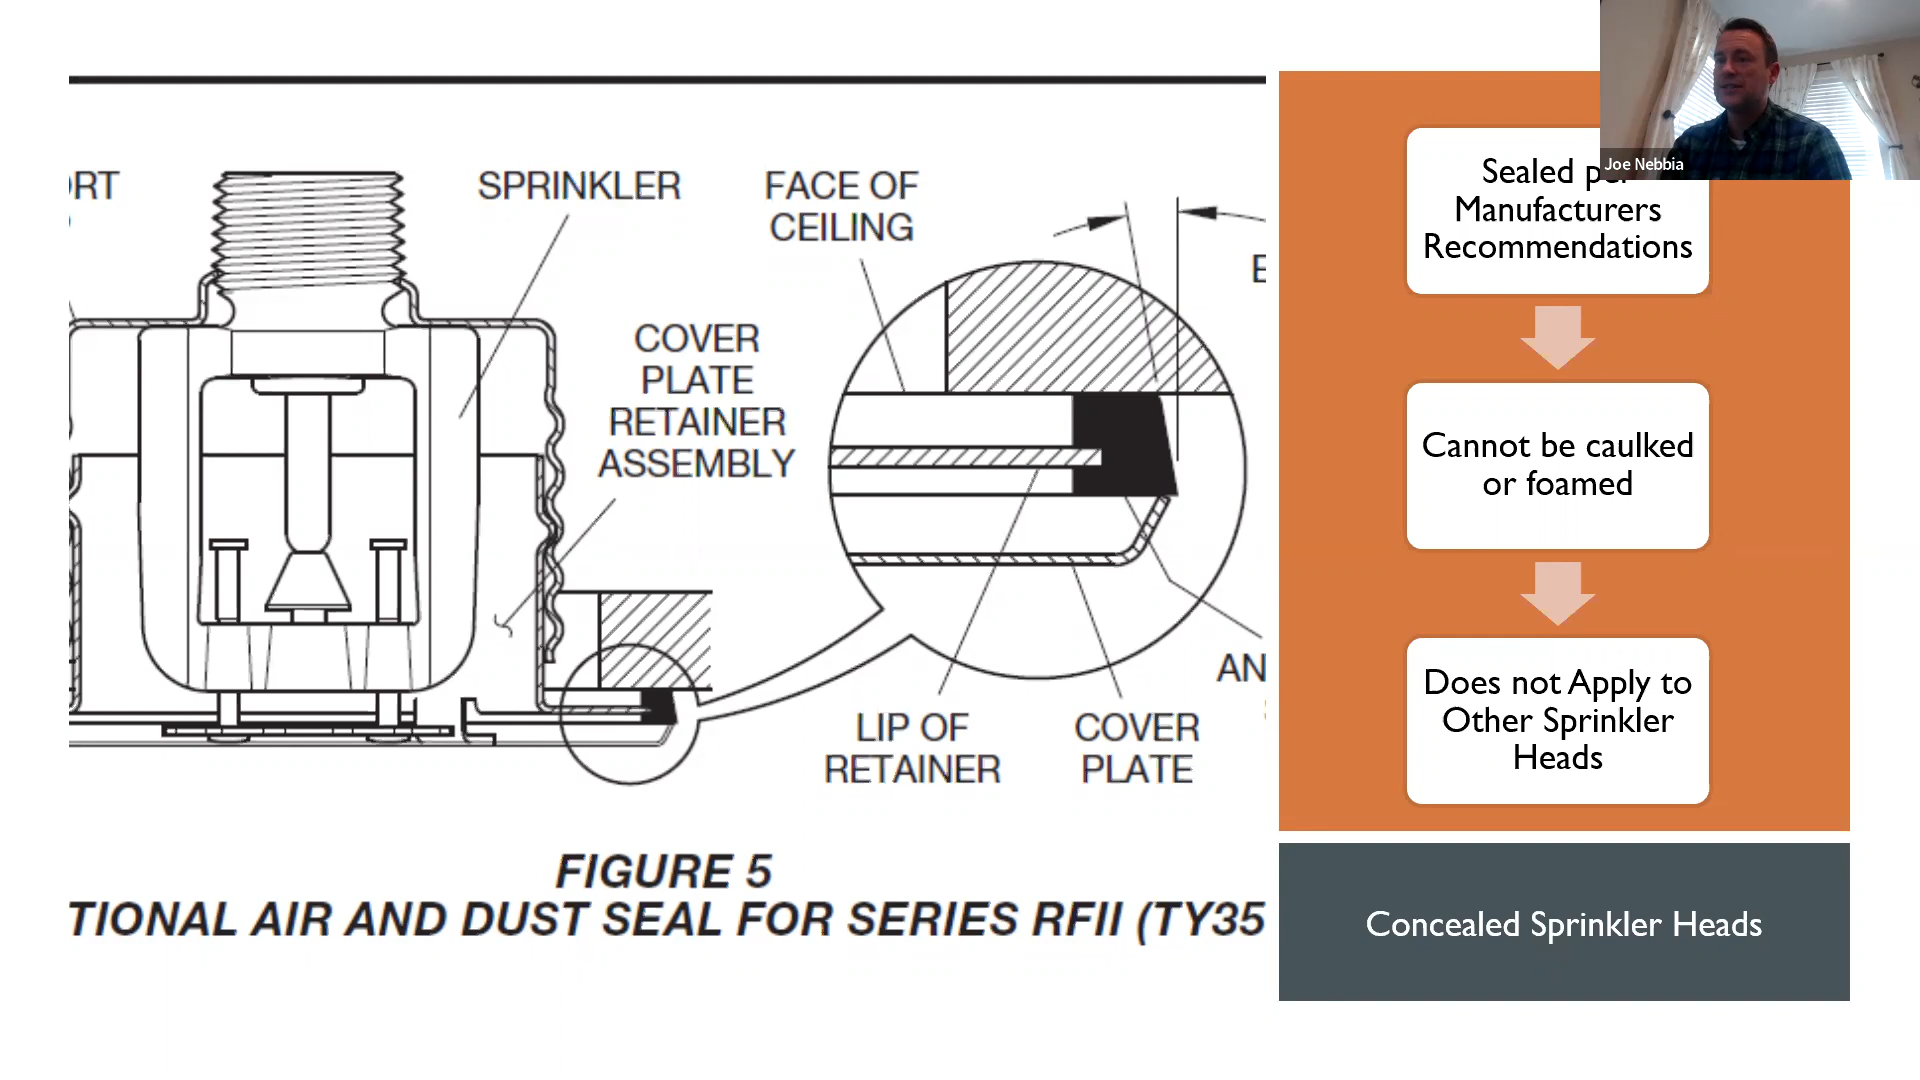 ORT
SPRINKLER
FACE OF
CEILING
COVER
PLATE
RETAINER
ASSEMBLY
LIP OF
RETAINER
COVER
PLATE
AN
FIGURE 5
TIONAL AIR AND DUST SEAL FOR SERIES RFII (TY35
Joe Nebbia
Sealed per
Manufacturers
Recommendations
Cannot be caulked
or foamed
Does not Apply to
Other Sprinkler
Heads
Concealed Sprinkler Heads